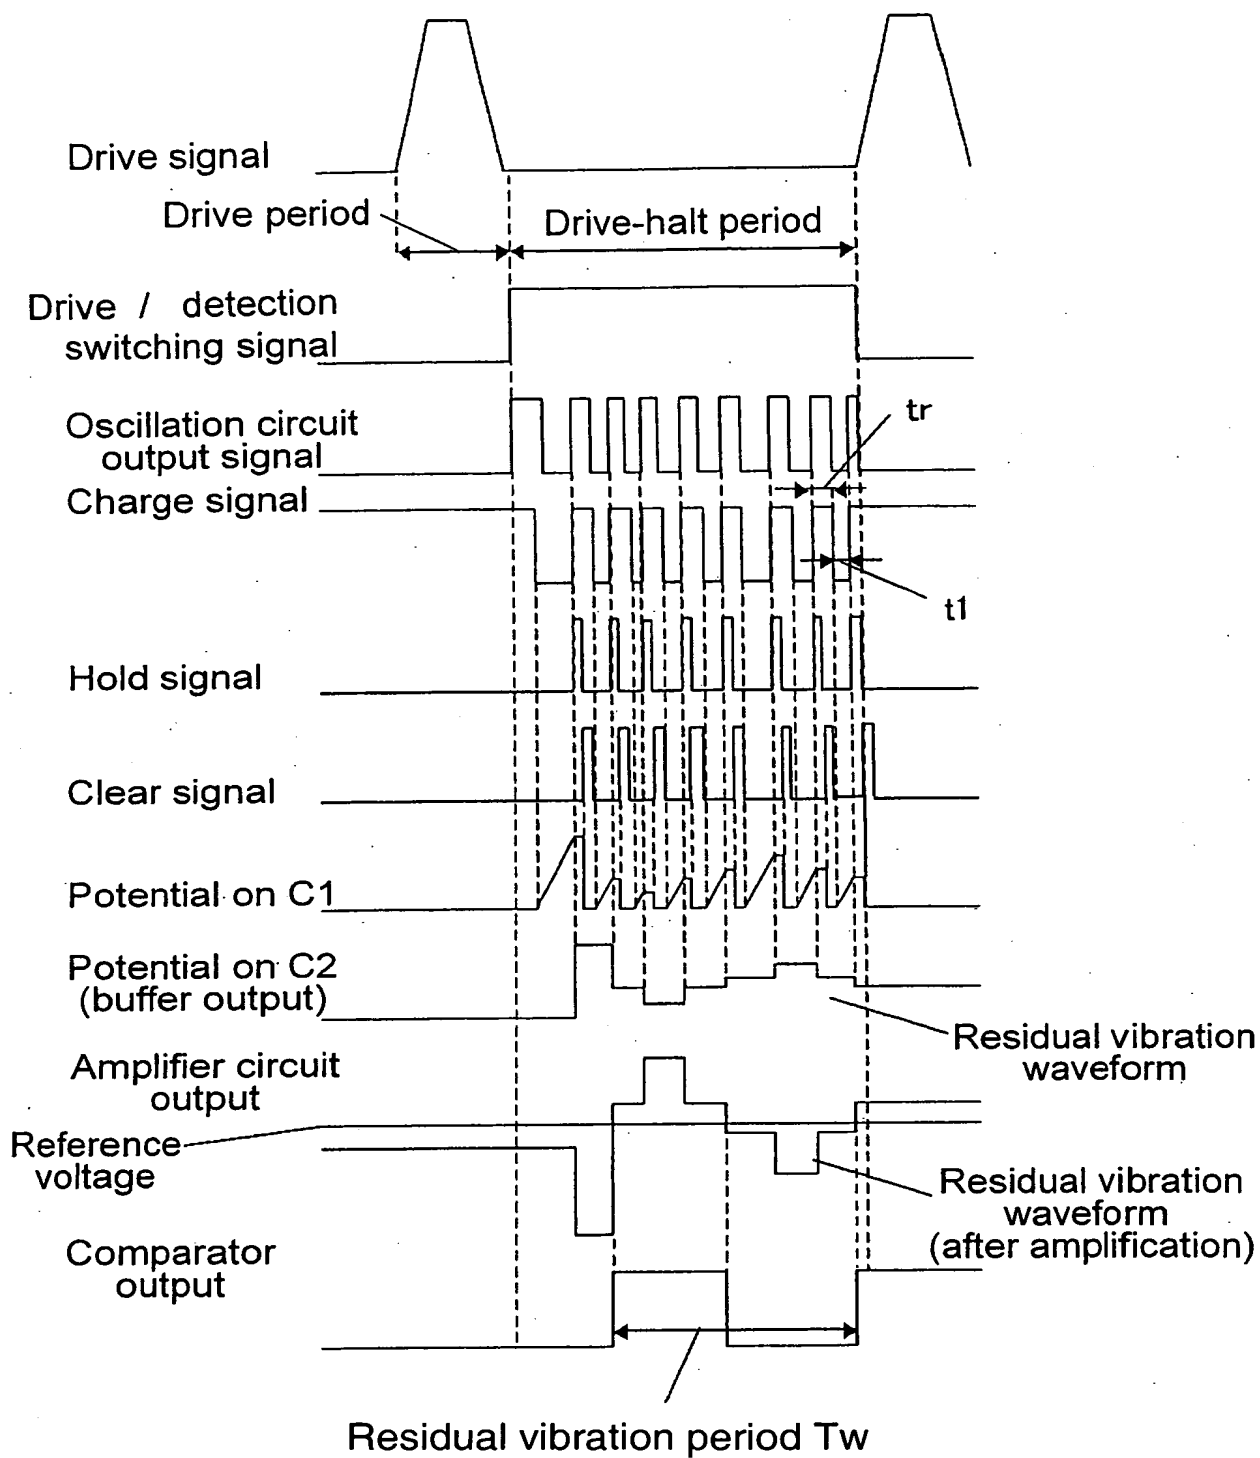 Drive signal
Drive period
Drive-halt period
Drive / detection
switching signal
Oscillation circuit
output signal
tr
Charge signal
t1
Hold signal
Clear signal
Potential on C1
Potential on C2
(buffer output)
Residual vibration
waveform
Amplifier circuit
output
Reference
voltage
Residual vibration
waveform
(after amplification)
Comparator
output
Residual vibration period Tw